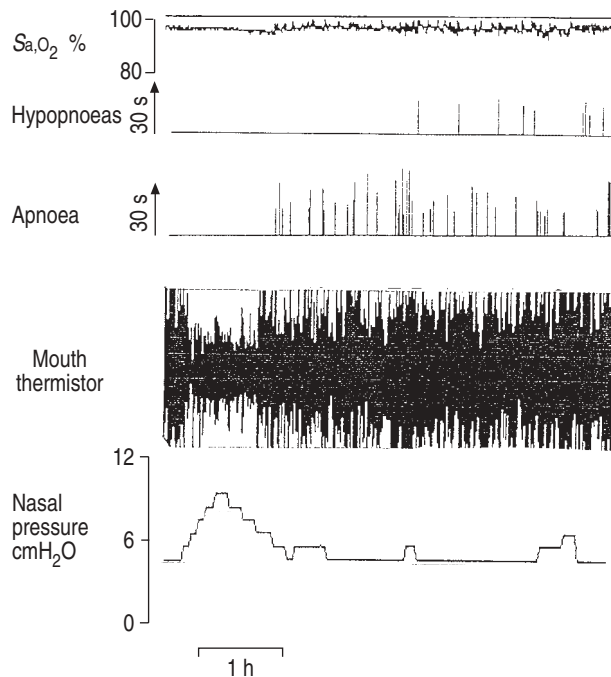 100
Sa,O2 %
80
Hypopnoeas
30 s
Apnoea
30 s
Mouth
thermistor
12
Nasal
pressure
cmH2O
6
0
1 h